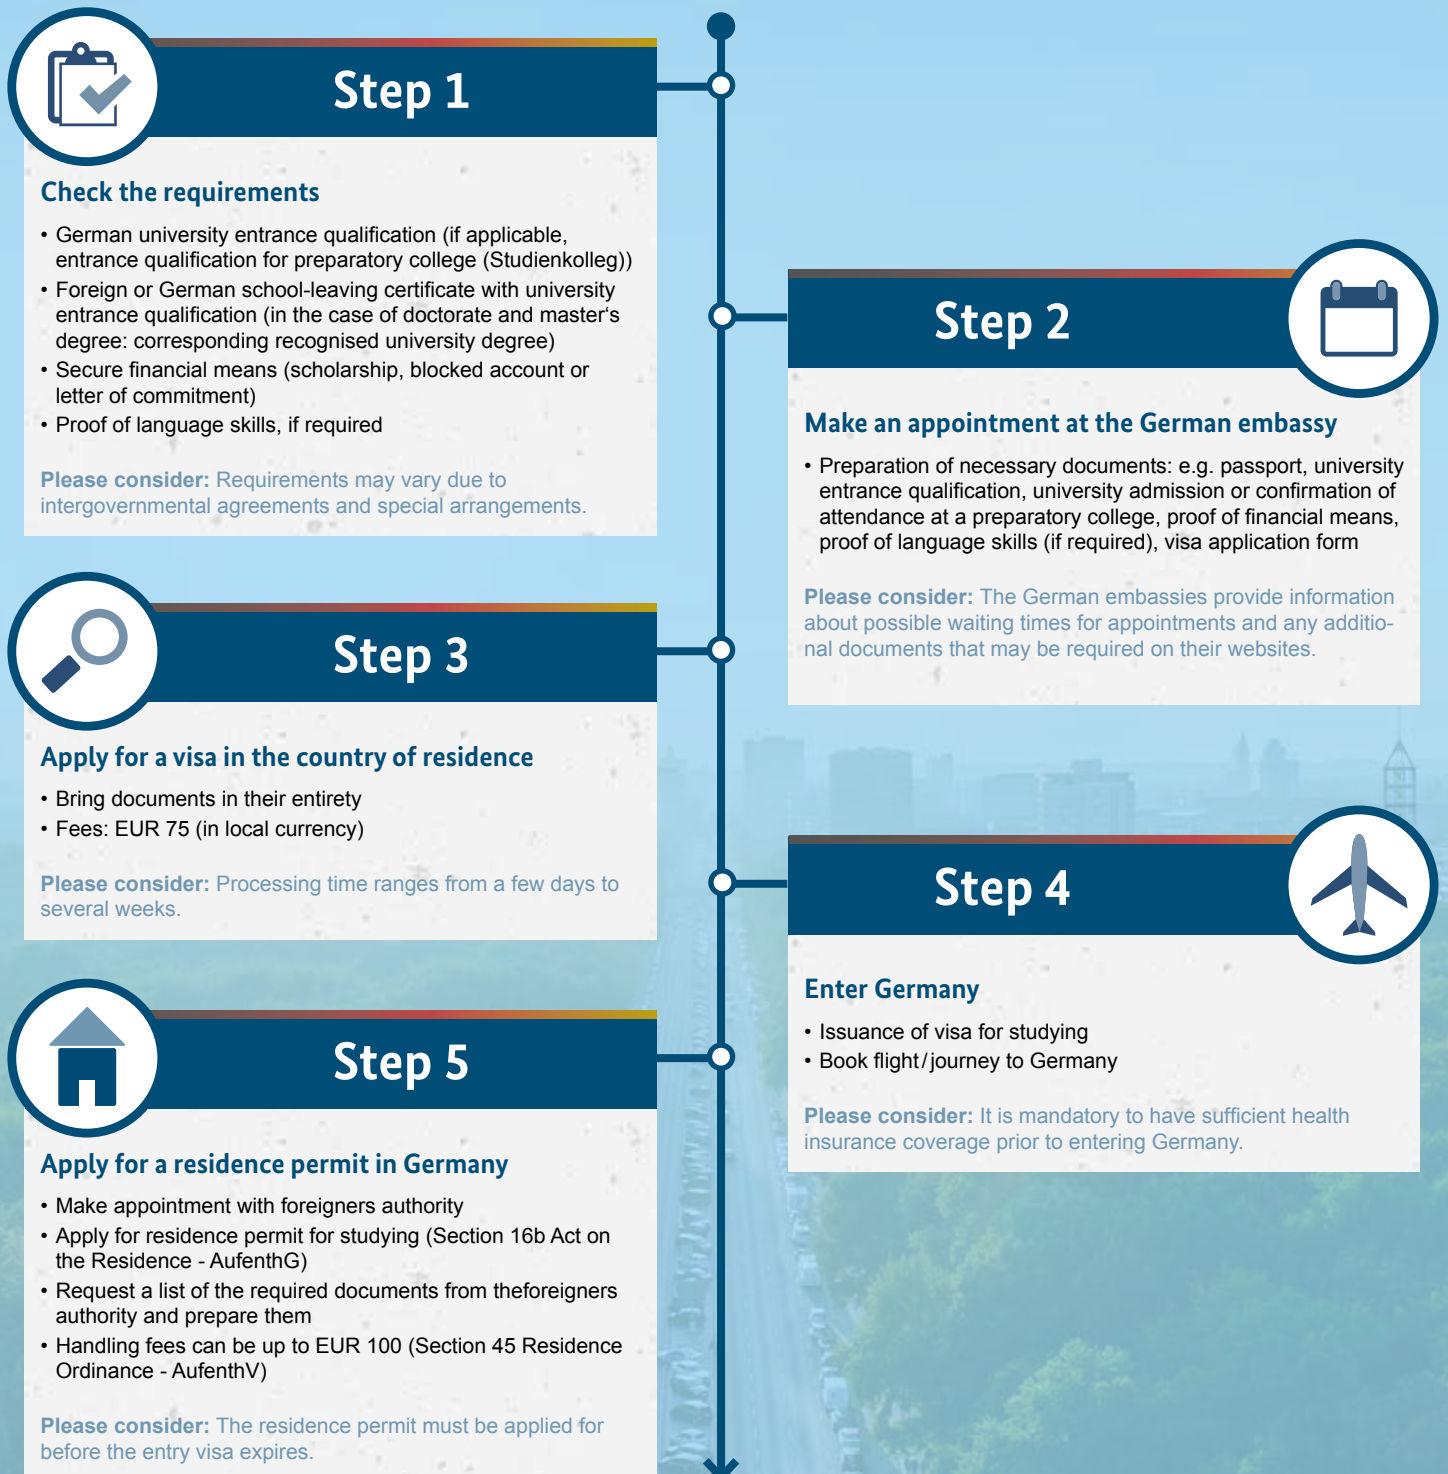 Step 1
Check the requirements
• German university entrance qualification (if applicable,
entrance qualification for preparatory college (Studienkolleg))
• Foreign or German school-leaving certificate with university
entrance qualification (in the case of doctorate and master‘s
degree: corresponding recognised university degree)
• Secure financial means (scholarship, blocked account or
letter of commitment)
• Proof of language skills, if required
Please consider: Requirements may vary due to
intergovernmental agreements and special arrangements.
Step 2
Make an appointment at the German embassy
• Preparation of necessary documents: e.g. passport, university
entrance qualification, university admission or confirmation of
attendance at a preparatory college, proof of financial means,
proof of language skills (if required), visa application form
Please consider: The German embassies provide information
about possible waiting times for appointments and any additio-
nal documents that may be required on their websites.
Step 3
Apply for a visa in the country of residence
• Bring documents in their entirety
• Fees: EUR 75 (in local currency)
Please consider: Processing time ranges from a few days to
several weeks.
Step 4
Enter Germany
• Issuance of visa for studying
• Book flight/journey to Germany
Please consider: It is mandatory to have sufficient health
insurance coverage prior to entering Germany.
Step 5
Apply for a residence permit in Germany
• Make appointment with foreigners authority
• Apply for residence permit for studying (Section 16b Act on
the Residence - AufenthG)
• Request a list of the required documents from theforeigners
authority and prepare them
• Handling fees can be up to EUR 100 (Section 45 Residence
Ordinance - AufenthV)
Please consider: The residence permit must be applied for
before the entry visa expires.